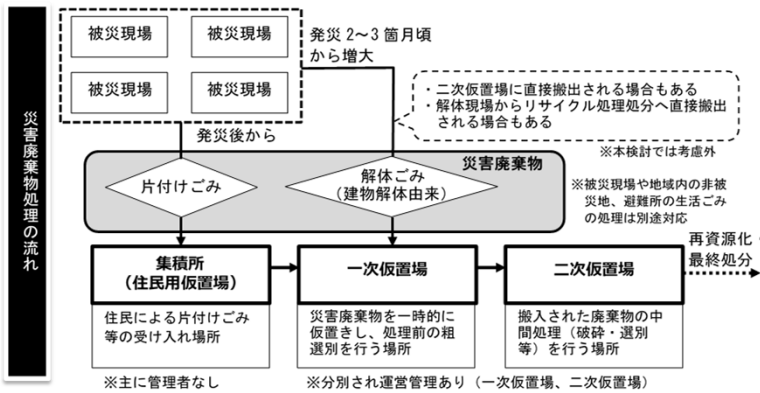 災害廃棄物処理の流れ
被災現場
被災現場
被災現場
被災現場
発災2~3箇月頃
から増大
・二次仮置場に直接搬出される場合もある
・解体現場からリサイクル処理処分へ直接搬出
される場合もある
発災後から
※本検討では考慮外
災害廃棄物
片付けごみ
解体ごみ
(建物解体由来)
※被災現場や地域内の非被
災地、避難所の生活ごみ
の処理は別途対応
再資源化・
最終処分
集積所
(住民用仮置場)
住民による片付けごみ
等の受け入れ場所
一次仮置場
災害廃棄物を一時的に
仮置きし、処理前の粗
選別を行う場所
二次仮置場
搬入された廃棄物の中
間処理(破砕・選別
等)を行う場所
※主に管理者なし
※分別され運営管理あり(一次仮置場、二次仮置場)